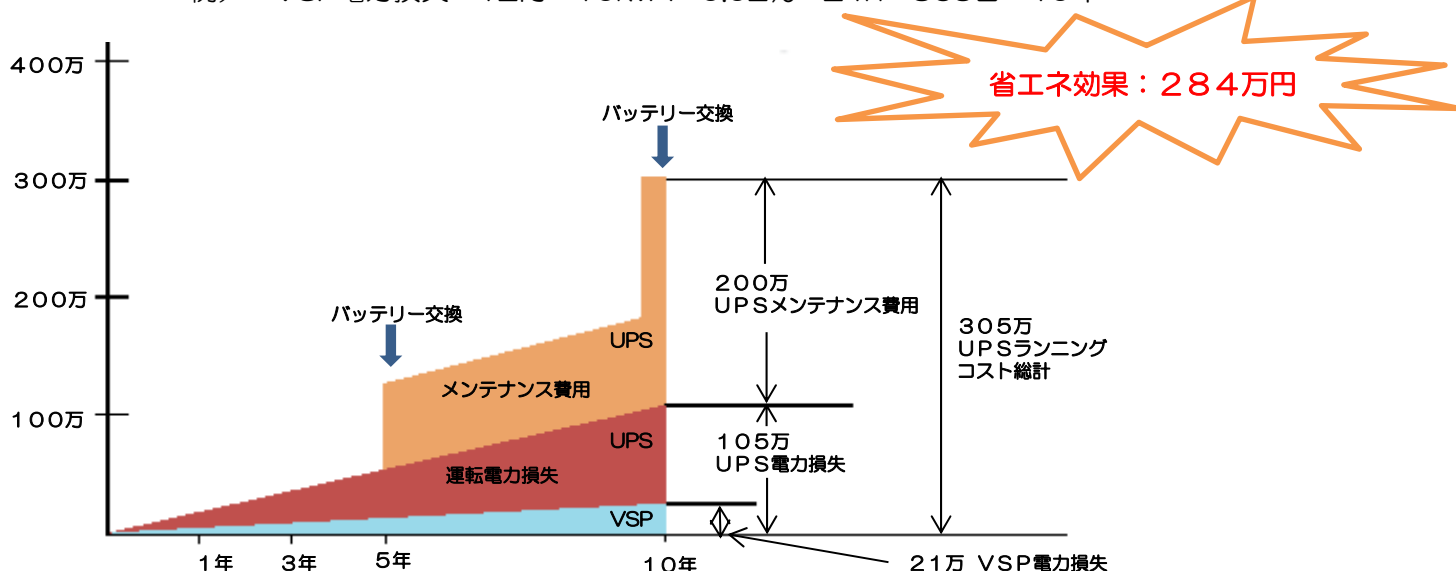 省エネ効果：２８４万円
４００万
バッテリー交換
３００万
２００万
ＵＰＳメンテナンス費用
２００万
バッテリー交換
３０５万
ＵＰＳランニング
コスト総計
UPS
メンテナンス費用
１００万
UPS
１０５万
ＵＰＳ電力損失
運転電力損失
VSP
１年
３年
５年
１０年
２１万 ＶＳＰ電力損失